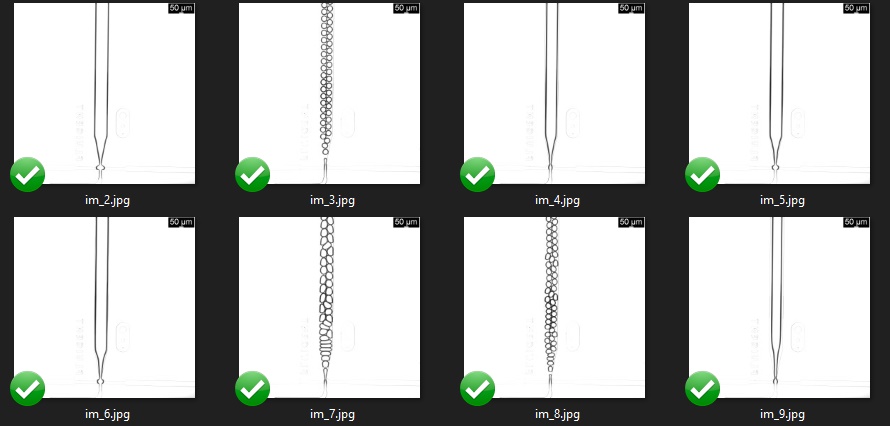 50 µm 50 µm 50 µm 50 µm
im_2.jpg im_3.jpg im_4.jpg im_5.jpg
50 µm 50 µm 50 µm 50 µm
im_6.jpg im_7.jpg im_8.jpg im_9.jpg